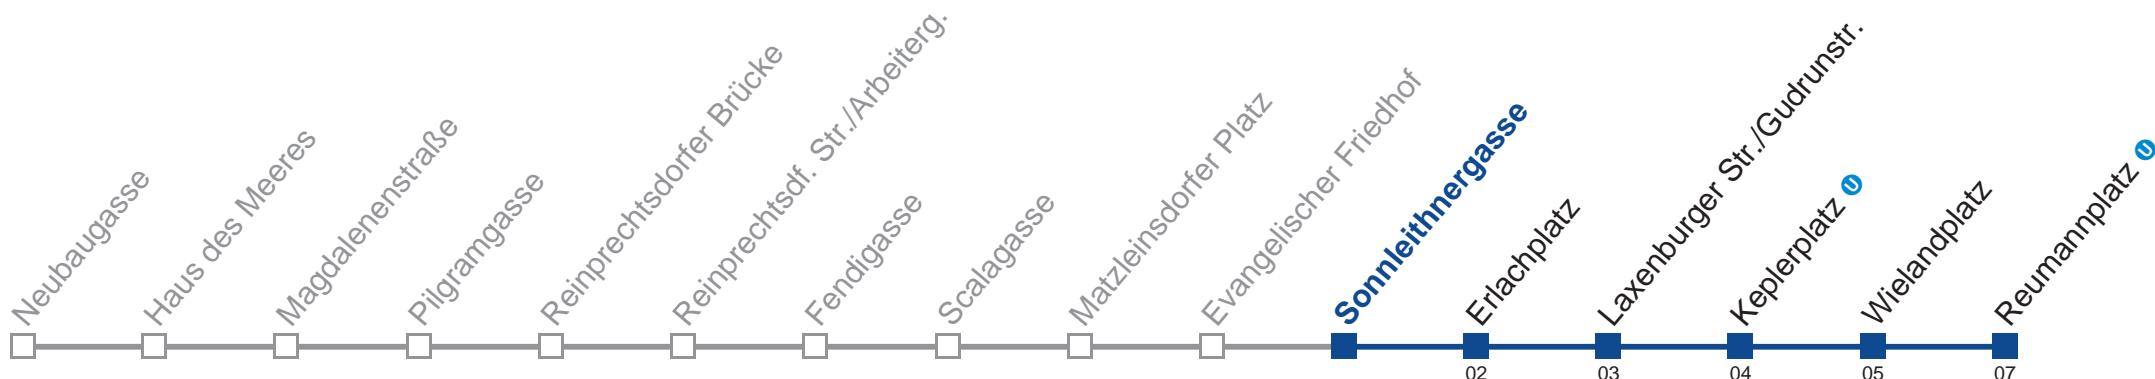 Neubaugasse
Haus des Meeres
Magdalenenstraße
Pilgramgasse
Reinprechtsdorfer Brücke
Reinprechtsdf. Str./Arbeiterg.
Fendigasse
Scalagasse
Matzleinsdorfer Platz
Evangelischer Friedhof
Sonnleithnergasse
Erlachplatz
Laxenburger Str./Gudrunstr.
Keplerplatz U
Wielandplatz
Reumannplatz U
02
03
04
05
07